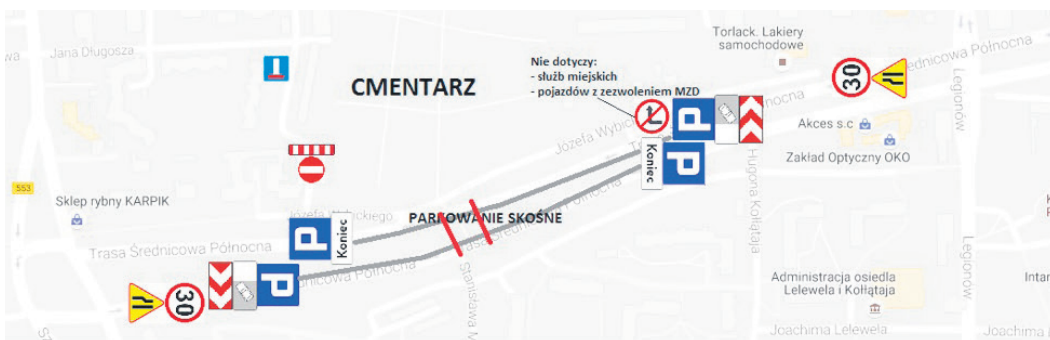 Jana Długosza
CMENTARZ
Nie dotyczy:
- służb miejskich
- pojazdów z zezwoleniem MZD
Torlack. Lakiery
samochodowe
30
Legionów
Akces s.c
Zakład Optyczny OKO
P
P
Koniec
Józefa Wybickiego
Hugona Kołłątaja
553
Sklep rybny KARPIK
PARKOWANIE SKOŚNE
P
Koniec
Trasa Średnicowa Północna
P
30
Administracja osiedla
Lelewela i Kołłątaja
Legionów
Joachima Lelewela